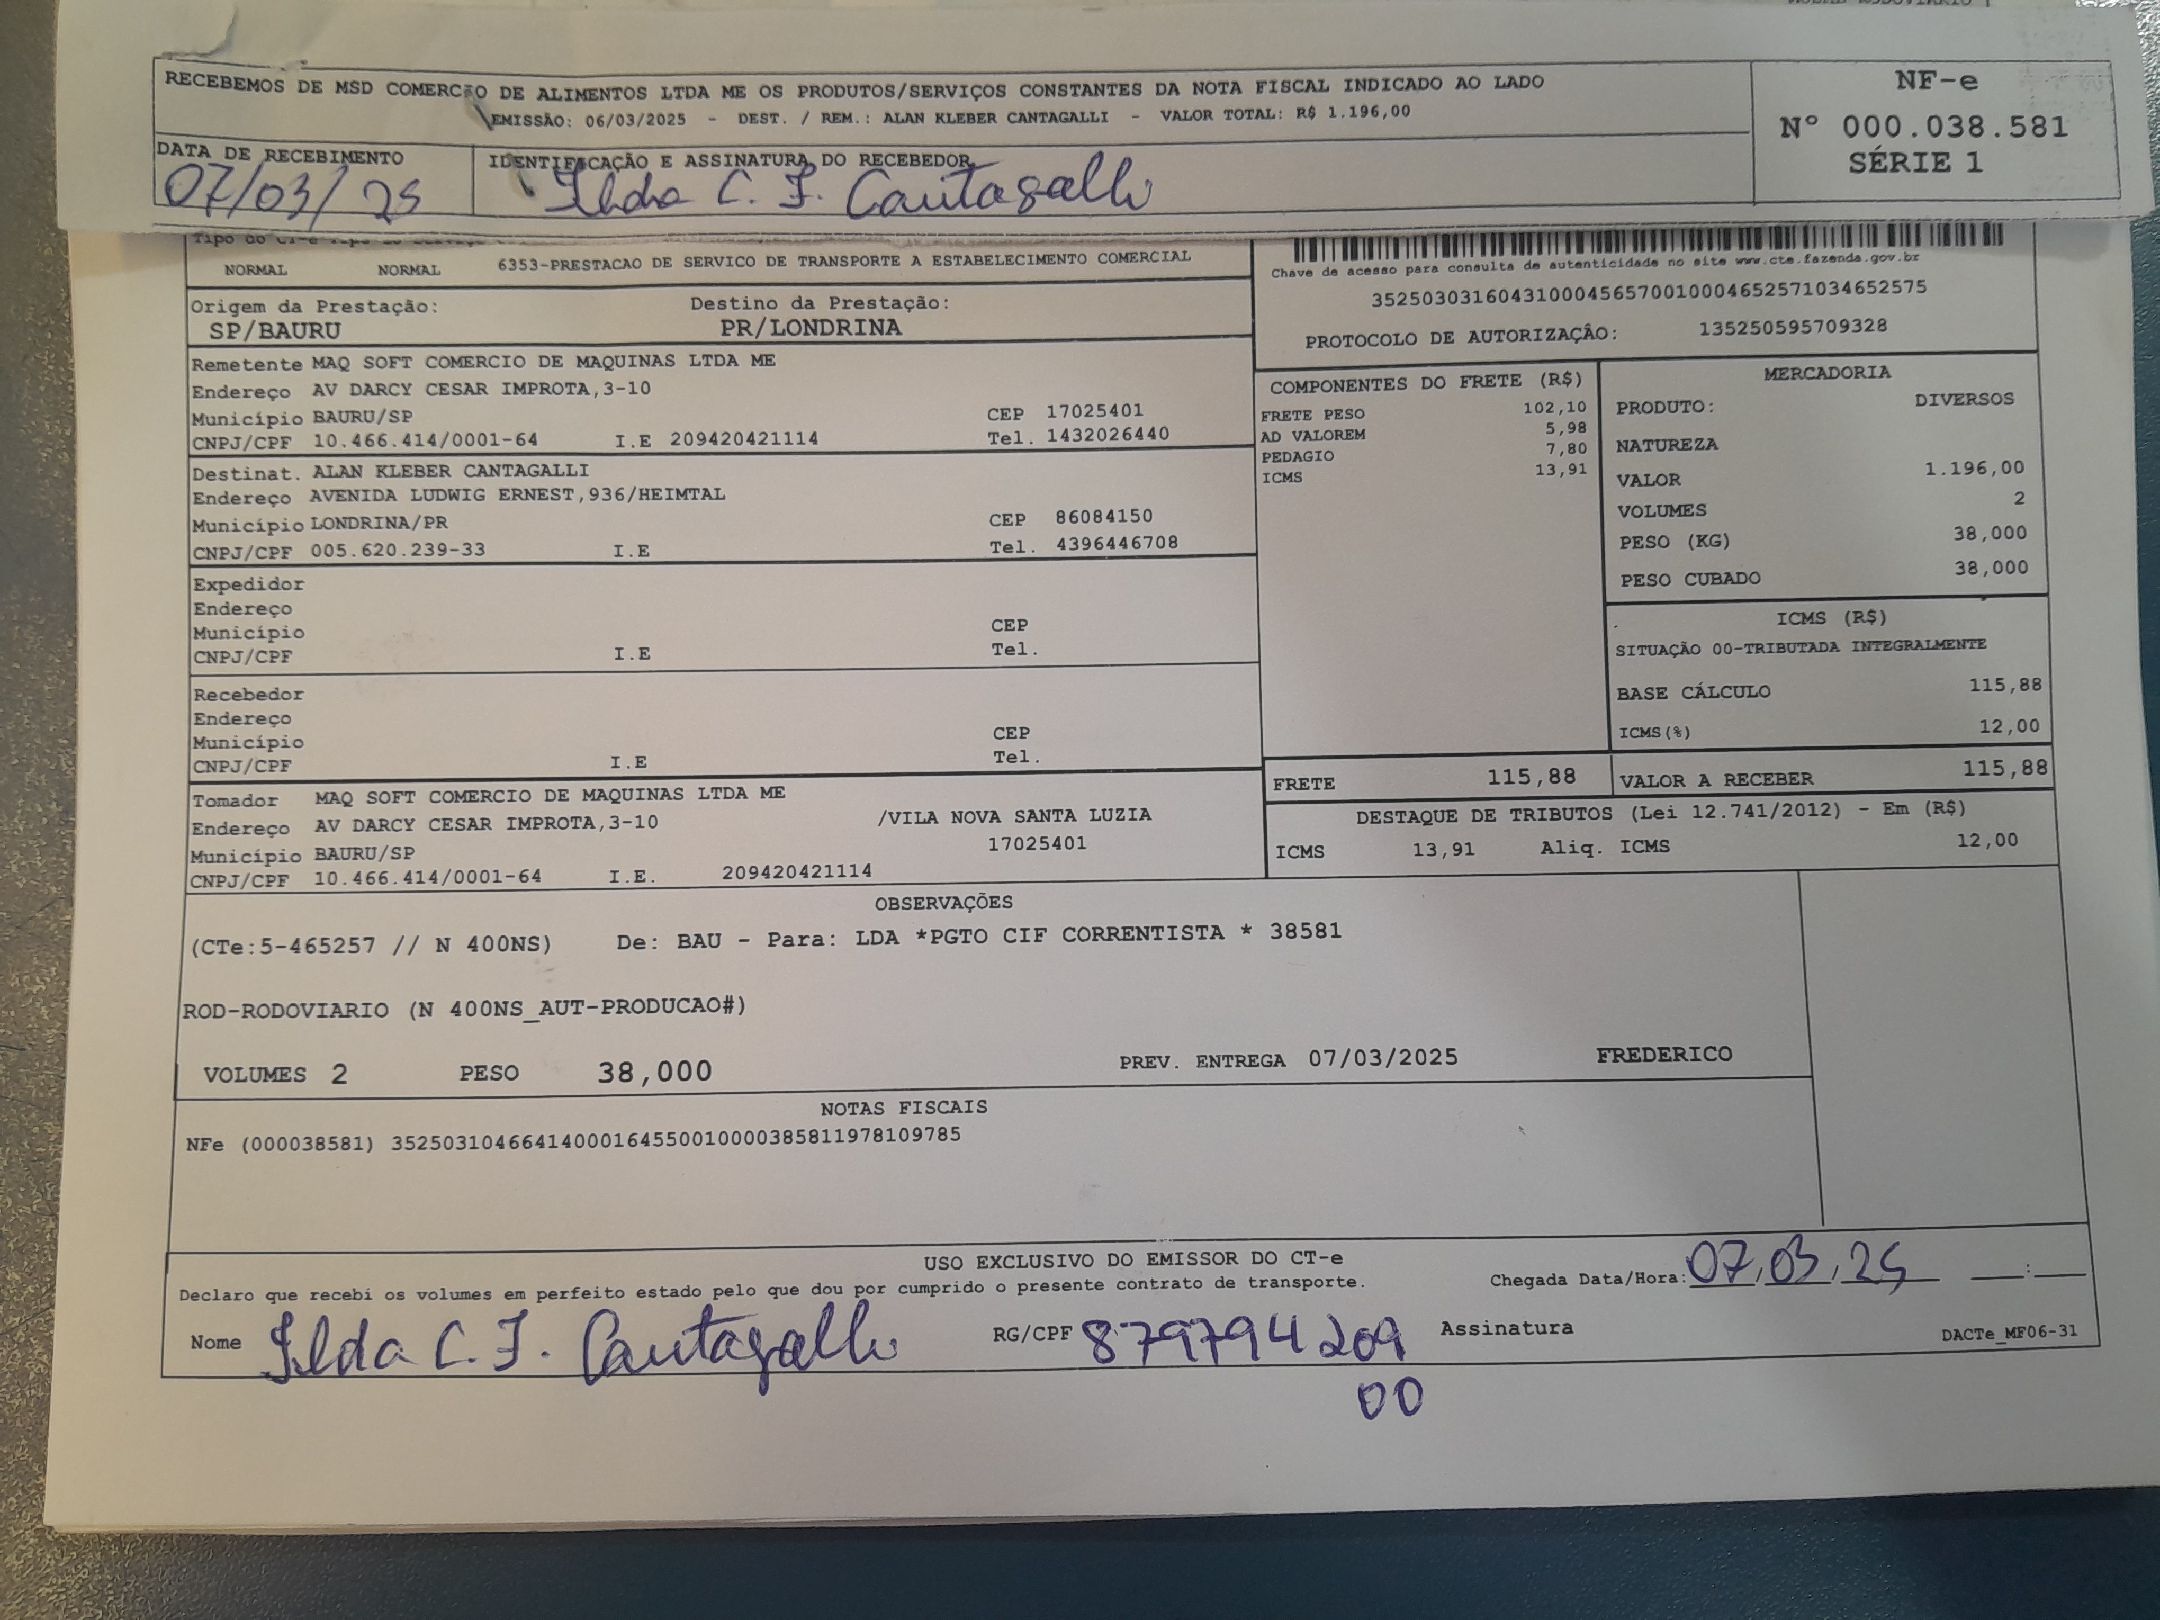 RECEBEMOS DE MSD COMERCIO DE ALIMENTOS LTDA ME OS PRODUTOS/SERVIÇOS CONSTANTES DA NOTA FISCAL INDICADO AO LADO
EMISSÃO: 06/03/2025 - DEST. / REM.: ALAN KLEBER CANTAGALLI - VALOR TOTAL: R$ 1.196,00
NF-e
Nº 000.038.581
SÉRIE 1
DATA DE RECEBIMENTO
07/03/25
IDENTIFICAÇÃO E ASSINATURA DO RECEBEDOR
Ilda C. F. Cantagalli
NORMAL NORMAL 6353-PRESTACAO DE SERVICO DE TRANSPORTE A ESTABELECIMENTO COMERCIAL
Chave de acesso para consulta de autenticidade no site www.cte.fazenda.gov.br
35250303160431000456570010004652571034652575
PROTOCOLO DE AUTORIZAÇÂO: 135250595709328
Origem da Prestação: Destino da Prestação:
SP/BAURU PR/LONDRINA
Remetente MAQ SOFT COMERCIO DE MAQUINAS LTDA ME
Endereço AV DARCY CESAR IMPROTA,3-10
Município BAURU/SP CEP 17025401
CNPJ/CPF 10.466.414/0001-64 I.E 209420421114 Tel. 1432026440
Destinat. ALAN KLEBER CANTAGALLI
Endereço AVENIDA LUDWIG ERNEST,936/HEIMTAL
Município LONDRINA/PR CEP 86084150
CNPJ/CPF 005.620.239-33 I.E Tel. 4396446708
Expedidor
Endereço
Município CEP
CNPJ/CPF I.E Tel.
Recebedor
Endereço
Município CEP
CNPJ/CPF I.E Tel.
Tomador MAQ SOFT COMERCIO DE MAQUINAS LTDA ME
Endereço AV DARCY CESAR IMPROTA,3-10 /VILA NOVA SANTA LUZIA
Município BAURU/SP 17025401
CNPJ/CPF 10.466.414/0001-64 I.E. 209420421114
COMPONENTES DO FRETE (R$)
FRETE PESO 102,10
AD VALOREM 5,98
PEDAGIO 7,80
ICMS 13,91
MERCADORIA
PRODUTO: DIVERSOS
NATUREZA
VALOR 1.196,00
VOLUMES 2
PESO (KG) 38,000
PESO CUBADO 38,000
ICMS (R$)
SITUAÇÃO 00-TRIBUTADA INTEGRALMENTE
BASE CÁLCULO 115,88
ICMS(%) 12,00
FRETE 115,88 VALOR A RECEBER 115,88
DESTAQUE DE TRIBUTOS (Lei 12.741/2012) - Em (R$)
ICMS 13,91 Aliq. ICMS 12,00
OBSERVAÇÕES
(CTe:5-465257 // N 400NS) De: BAU - Para: LDA *PGTO CIF CORRENTISTA * 38581
ROD-RODOVIARIO (N 400NS_AUT-PRODUCAO#)
VOLUMES 2 PESO 38,000 PREV. ENTREGA 07/03/2025 FREDERICO
NOTAS FISCAIS
NFe (000038581) 35250310466414000164550010000385811978109785
USO EXCLUSIVO DO EMISSOR DO CT-e
Declaro que recebi os volumes em perfeito estado pelo que dou por cumprido o presente contrato de transporte.
Chegada Data/Hora: 07/03/25 __:__
Nome Ilda C. F. Cantagalli RG/CPF 879794209 Assinatura
00
DACTe_MF06-31